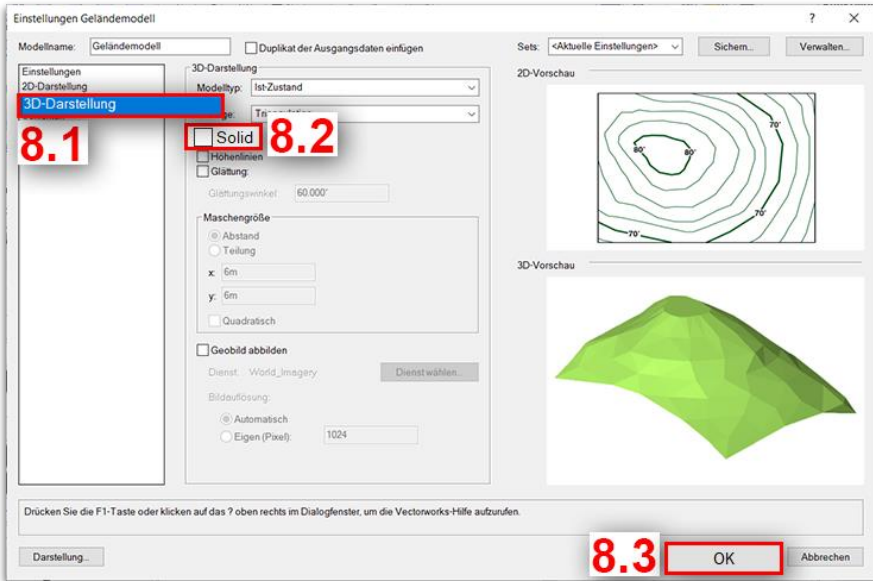 Einstellungen Geländemodell
? X
Modellname: Geländemodell Duplikat der Ausgangsdaten einfügen Sets: <Aktuelle Einstellungen> Sichern... Verwalten...
Einstellungen
2D-Darstellung
3D-Darstellung
8.1
3D-Darstellung
Modelltyp: Ist-Zustand
Solid
8.2
Höhenlinien
Glättung:
Glättungswinkel: 60.000°
Maschengröße
Abstand
Teilung
x: 6m
y: 6m
Quadratisch
Geobild abbilden
Dienst: World_Imagery Dienst wählen...
Bildauflösung:
Automatisch
Eigen (Pixel): 1024
2D-Vorschau
70'
80'
80'
70'
70'
3D-Vorschau
Drücken Sie die F1-Taste oder klicken auf das ? oben rechts im Dialogfenster, um die Vectorworks-Hilfe aufzurufen.
Darstellung...
8.3
OK
Abbrechen